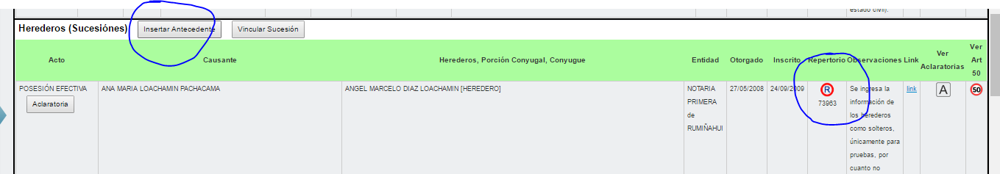 estado civil).
Herederos (Sucesiónes) Insertar Antecedente Vincular Sucesión
Acto Causante Herederos, Porción Conyugal, Conyugue Entidad Otorgado Inscrito Repertorio Observaciones Link Ver Aclaratorias Ver Art 50
POSESIÓN EFECTIVA ANA MARIA LOACHAMIN PACHACAMA ANGEL MARCELO DIAZ LOACHAMIN [HEREDERO] NOTARIA 27/05/2008 24/09/2009 R Se ingresa la link A 50
Aclaratoria PRIMERA 73963 información de
de los herederos
RUMIÑAHUI como solteros,
únicamente para
pruebas, por
cuanto no